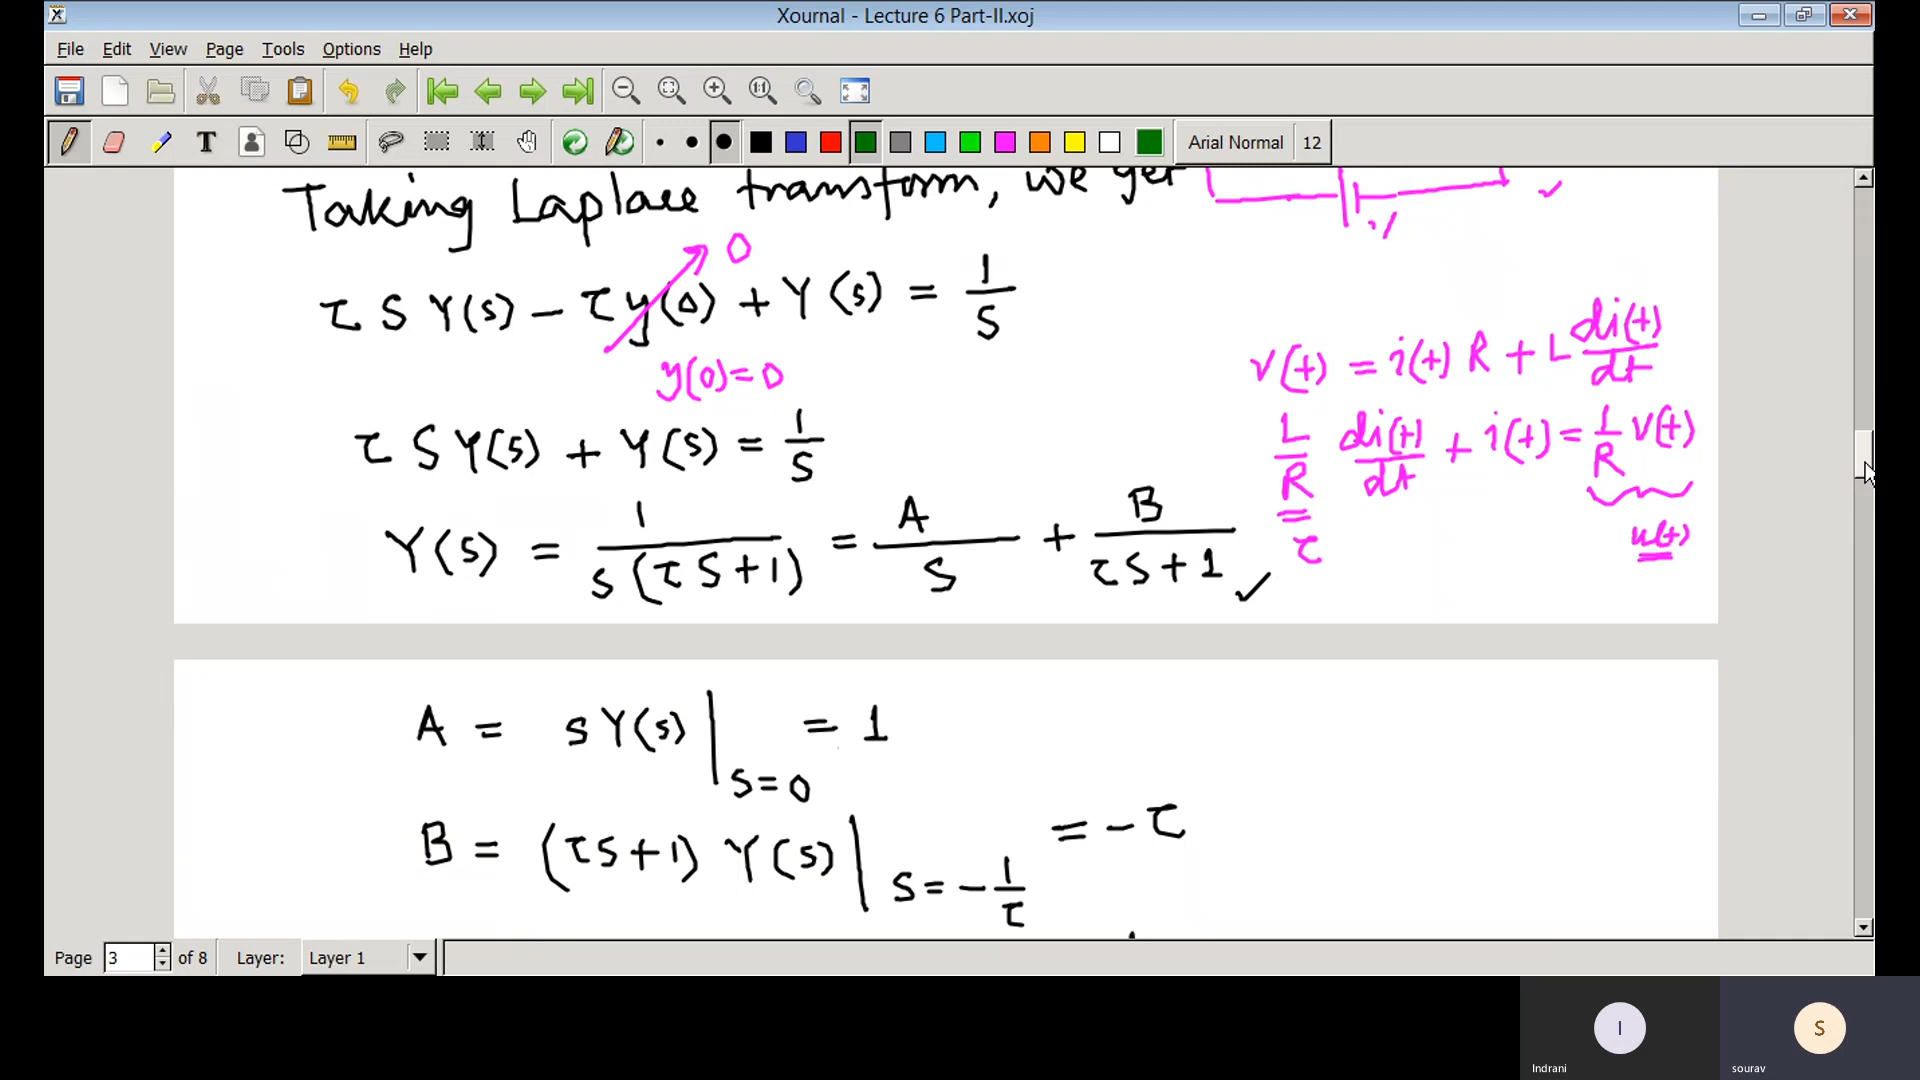 Xournal - Lecture 6 Part-II.xoj
File Edit View Page Tools Options Help
Arial Normal 12
Taking Laplace transform, we get
τ S Y(s) − τ y(0) + Y(s) = 1/S
0
y(0)=0
τ S Y(s) + Y(s) = 1/S
Y(s) = 1/(s(τS+1)) = A/S + B/(τS+1) ✓
v(t) = i(t) R + L di(t)/dt
L/R di(t)/dt + i(t) = 1/R v(t)
τ
u(t)
A = sY(s)|S=0 = 1
B = (τS+1) Y(s)|S=−1/τ = −τ
Page 3 of 8 Layer: Layer 1
I
S
Indrani
sourav